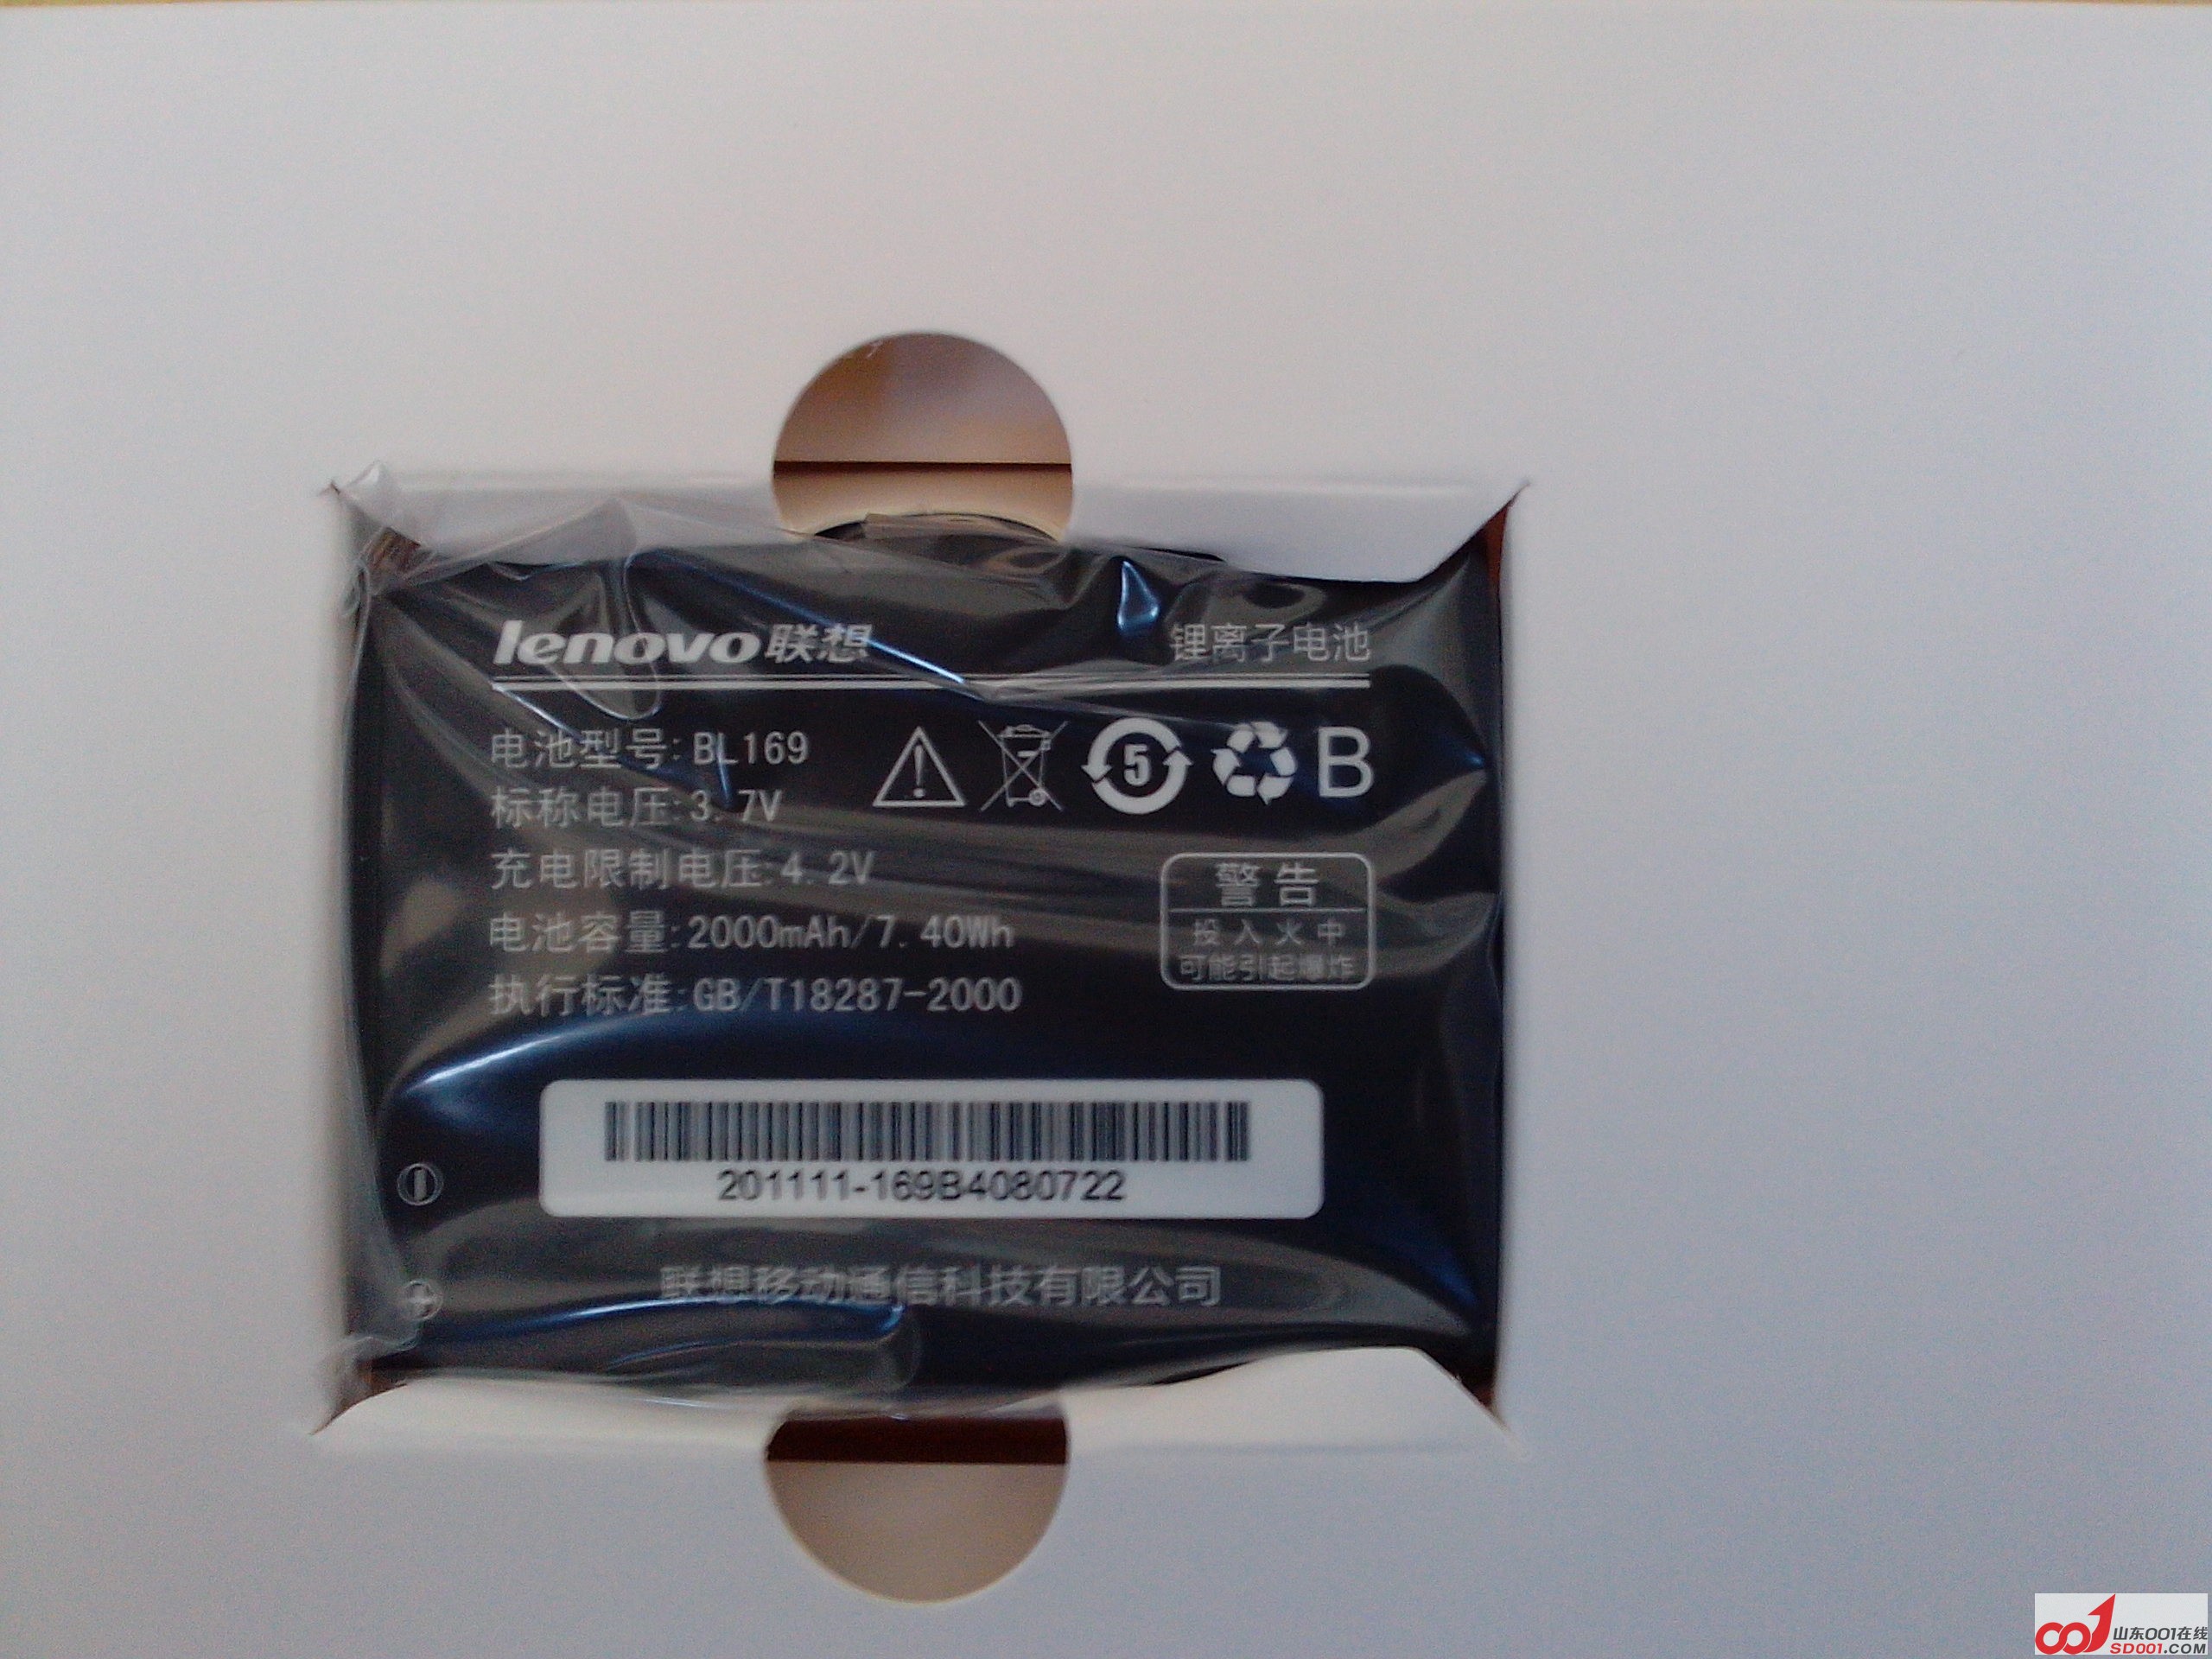 lenovo联想 锂离子电池
电池型号:BL169
标称电压:3.7V
充电限制电压:4.2V
电池容量:2000mAh/7.40Wh
执行标准:GB/T18287-2000
5
B
警告
投入火中
可能引起爆炸
201111-169B4080722
联想移动通信科技有限公司
山东001在线
SD001.COM